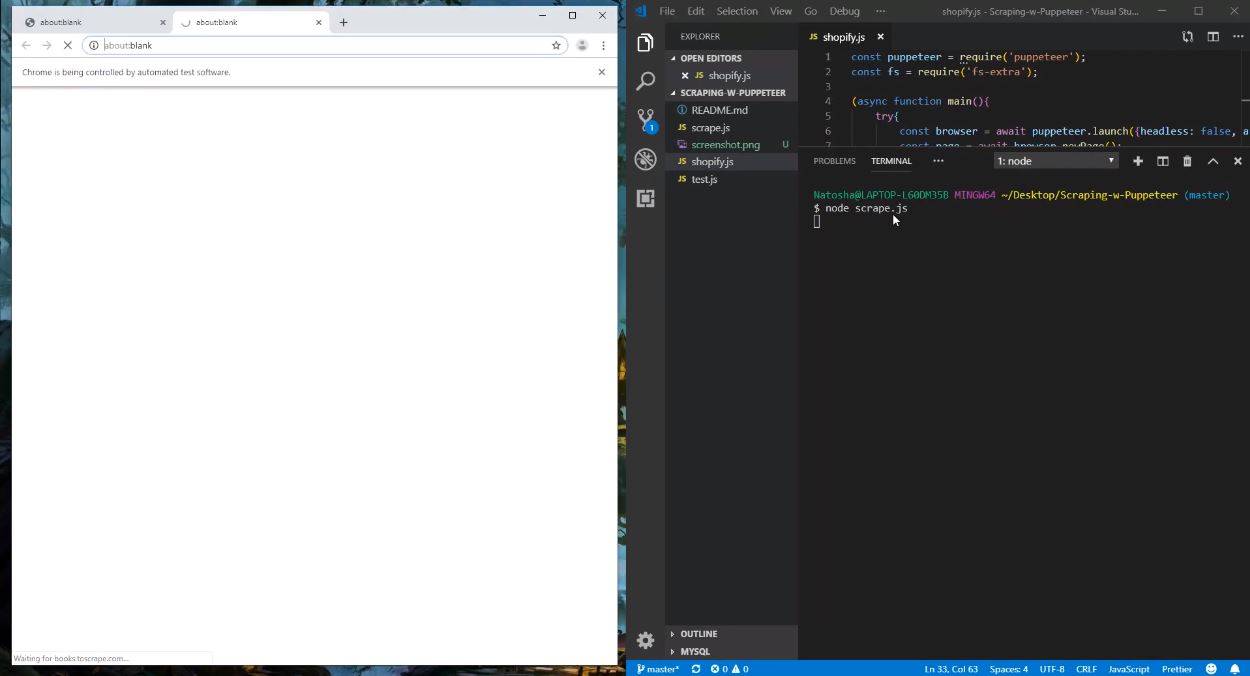 about:blank
about:blank
about:blank
Chrome is being controlled by automated test software.
Waiting for books.toscrape.com...
File Edit Selection View Go Debug ··· shopify.js - Scraping-w-Puppeteer - Visual Stu...
EXPLORER
OPEN EDITORS
shopify.js
SCRAPING-W-PUPPETEER
README.md
JS scrape.js
screenshot.png U
JS shopify.js
JS test.js
OUTLINE
MYSQL
1
JS shopify.js
1 const puppeteer = require('puppeteer');
2 const fs = require('fs-extra');
3
4 (async function main(){
5 try{
6 const browser = await puppeteer.launch({headless: false, a
7 const page = await browser.newPage();
PROBLEMS TERMINAL ··· 1: node
Natosha@LAPTOP-L60DM35B MINGW64 ~/Desktop/Scraping-w-Puppeteer (master)
$ node scrape.js
master* 0 0 Ln 33, Col 63 Spaces: 4 UTF-8 CRLF JavaScript Prettier